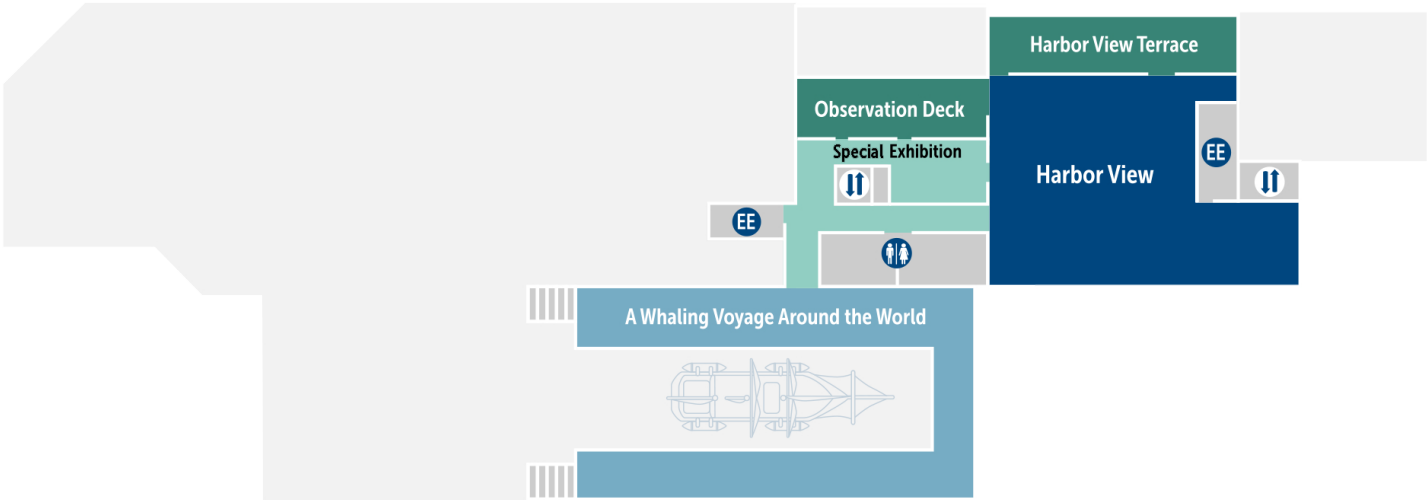 Harbor View Terrace
Observation Deck
Special Exhibition
EE
Harbor View
EE
A Whaling Voyage Around the World